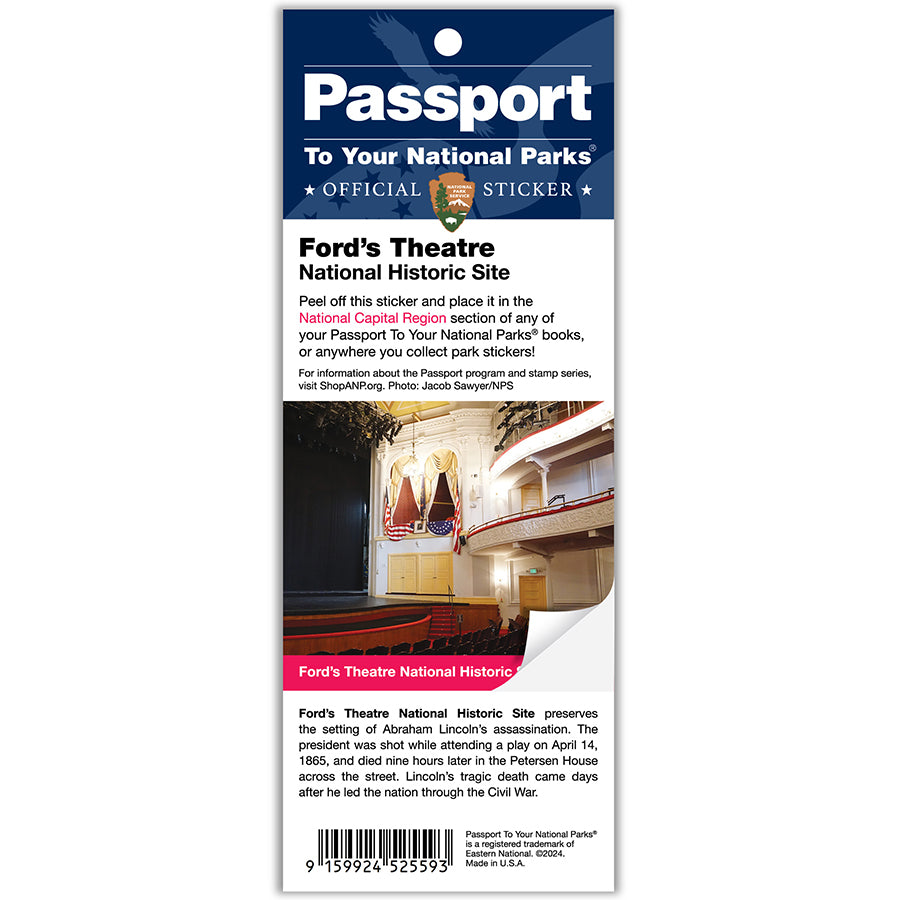 Passport
To Your National Parks®
★ OFFICIAL
NATIONAL
PARK
SERVICE
STICKER ★
Ford's Theatre
National Historic Site
Peel off this sticker and place it in the
National Capital Region section of any of
your Passport To Your National Parks® books,
or anywhere you collect park stickers!
For information about the Passport program and stamp series,
visit ShopANP.org. Photo: Jacob Sawyer/NPS
Ford's Theatre National Historic
Ford's Theatre National Historic Site preserves
the setting of Abraham Lincoln's assassination. The
president was shot while attending a play on April 14,
1865, and died nine hours later in the Petersen House
across the street. Lincoln's tragic death came days
after he led the nation through the Civil War.
9 159924 525593
Passport To Your National Parks®
is a registered trademark of
Eastern National. ©2024.
Made in U.S.A.